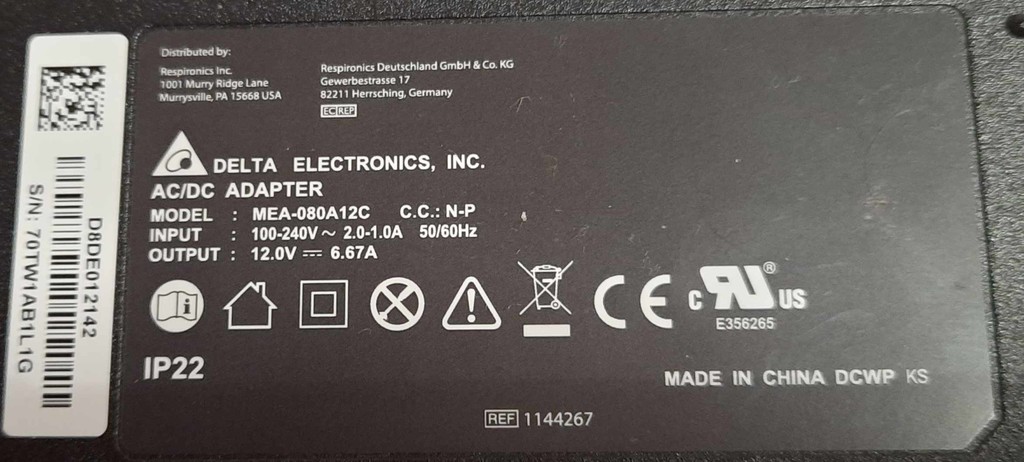 D8DE012142
S/N: 70TW1AB1L1G
Distributed by:
Respironics Inc.
1001 Murry Ridge Lane
Murrysville, PA 15668 USA
Respironics Deutschland GmbH & Co. KG
Gewerbestrasse 17
82211 Herrsching, Germany
EC REP
DELTA ELECTRONICS, INC.
AC/DC ADAPTER
MODEL : MEA-080A12C C.C.: N-P
INPUT : 100-240V ~ 2.0-1.0A 50/60Hz
OUTPUT : 12.0V ⎓ 6.67A
CE
c RU ® US
E356265
IP22
MADE IN CHINA DCWP KS
REF 1144267